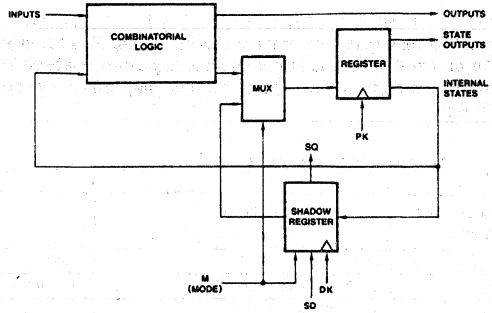 INPUTS
COMBINATORIAL
LOGIC
OUTPUTS
STATE
OUTPUTS
REGISTER
MUX
INTERNAL
STATES
PK
SQ
SHADOW
REGISTER
M
(MODE)
DK
SD